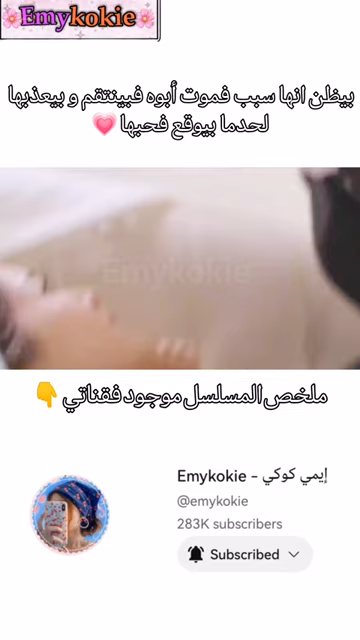 Emykokie
بيظن انها سبب فموت أبوه فبينتقم و بيعذبها
لحدما بيوقع فحبها
Emykokie
ملخص المسلسل موجود فقناتي
Emykokie - إيمي كوكي
@emykokie
283K subscribers
Subscribed